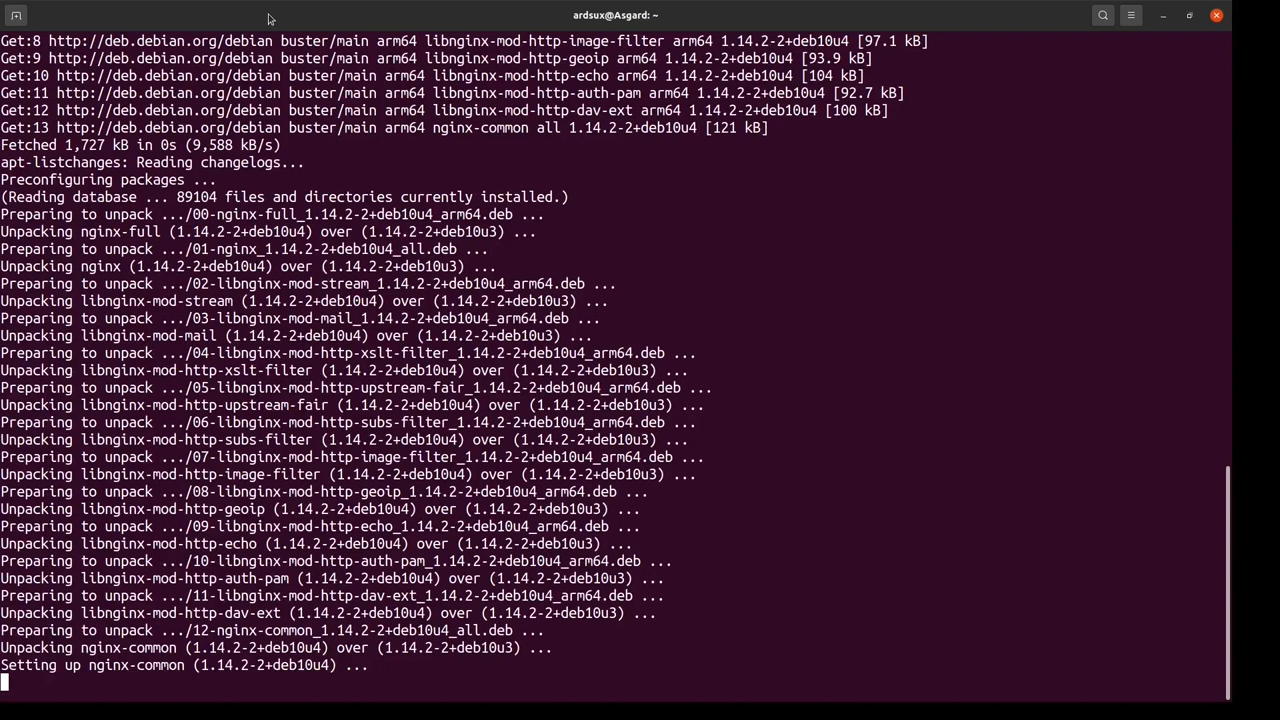 ardsux@Asgard: ~
Get:8 http://deb.debian.org/debian buster/main arm64 libnginx-mod-http-image-filter arm64 1.14.2-2+deb10u4 [97.1 kB]
Get:9 http://deb.debian.org/debian buster/main arm64 libnginx-mod-http-geoip arm64 1.14.2-2+deb10u4 [93.9 kB]
Get:10 http://deb.debian.org/debian buster/main arm64 libnginx-mod-http-echo arm64 1.14.2-2+deb10u4 [104 kB]
Get:11 http://deb.debian.org/debian buster/main arm64 libnginx-mod-http-auth-pam arm64 1.14.2-2+deb10u4 [92.7 kB]
Get:12 http://deb.debian.org/debian buster/main arm64 libnginx-mod-http-dav-ext arm64 1.14.2-2+deb10u4 [100 kB]
Get:13 http://deb.debian.org/debian buster/main arm64 nginx-common all 1.14.2-2+deb10u4 [121 kB]
Fetched 1,727 kB in 0s (9,588 kB/s)
apt-listchanges: Reading changelogs...
Preconfiguring packages ...
(Reading database ... 89104 files and directories currently installed.)
Preparing to unpack .../00-nginx-full_1.14.2-2+deb10u4_arm64.deb ...
Unpacking nginx-full (1.14.2-2+deb10u4) over (1.14.2-2+deb10u3) ...
Preparing to unpack .../01-nginx_1.14.2-2+deb10u4_all.deb ...
Unpacking nginx (1.14.2-2+deb10u4) over (1.14.2-2+deb10u3) ...
Preparing to unpack .../02-libnginx-mod-stream_1.14.2-2+deb10u4_arm64.deb ...
Unpacking libnginx-mod-stream (1.14.2-2+deb10u4) over (1.14.2-2+deb10u3) ...
Preparing to unpack .../03-libnginx-mod-mail_1.14.2-2+deb10u4_arm64.deb ...
Unpacking libnginx-mod-mail (1.14.2-2+deb10u4) over (1.14.2-2+deb10u3) ...
Preparing to unpack .../04-libnginx-mod-http-xslt-filter_1.14.2-2+deb10u4_arm64.deb ...
Unpacking libnginx-mod-http-xslt-filter (1.14.2-2+deb10u4) over (1.14.2-2+deb10u3) ...
Preparing to unpack .../05-libnginx-mod-http-upstream-fair_1.14.2-2+deb10u4_arm64.deb ...
Unpacking libnginx-mod-http-upstream-fair (1.14.2-2+deb10u4) over (1.14.2-2+deb10u3) ...
Preparing to unpack .../06-libnginx-mod-http-subs-filter_1.14.2-2+deb10u4_arm64.deb ...
Unpacking libnginx-mod-http-subs-filter (1.14.2-2+deb10u4) over (1.14.2-2+deb10u3) ...
Preparing to unpack .../07-libnginx-mod-http-image-filter_1.14.2-2+deb10u4_arm64.deb ...
Unpacking libnginx-mod-http-image-filter (1.14.2-2+deb10u4) over (1.14.2-2+deb10u3) ...
Preparing to unpack .../08-libnginx-mod-http-geoip_1.14.2-2+deb10u4_arm64.deb ...
Unpacking libnginx-mod-http-geoip (1.14.2-2+deb10u4) over (1.14.2-2+deb10u3) ...
Preparing to unpack .../09-libnginx-mod-http-echo_1.14.2-2+deb10u4_arm64.deb ...
Unpacking libnginx-mod-http-echo (1.14.2-2+deb10u4) over (1.14.2-2+deb10u3) ...
Preparing to unpack .../10-libnginx-mod-http-auth-pam_1.14.2-2+deb10u4_arm64.deb ...
Unpacking libnginx-mod-http-auth-pam (1.14.2-2+deb10u4) over (1.14.2-2+deb10u3) ...
Preparing to unpack .../11-libnginx-mod-http-dav-ext_1.14.2-2+deb10u4_arm64.deb ...
Unpacking libnginx-mod-http-dav-ext (1.14.2-2+deb10u4) over (1.14.2-2+deb10u3) ...
Preparing to unpack .../12-nginx-common_1.14.2-2+deb10u4_all.deb ...
Unpacking nginx-common (1.14.2-2+deb10u4) over (1.14.2-2+deb10u3) ...
Setting up nginx-common (1.14.2-2+deb10u4) ...